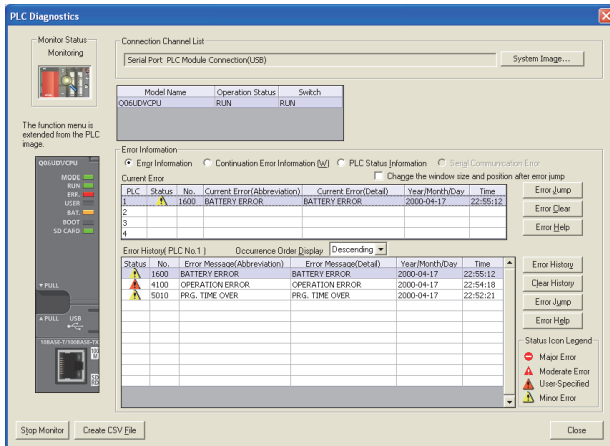 PLC Diagnostics
Monitor Status
Monitoring
The function menu is
extended from the PLC
image.
Q06UDVCPU
MODE
RUN
ERR.
USER
BAT.
BOOT
SD CARD
▼PULL
▲PULL USB
10BASE-T/100BASE-TX
Connection Channel List
Serial Port PLC Module Connection(USB)
System Image...
Model Name Operation Status Switch
Q06UDVCPU RUN RUN
Error Information
Error Information Continuation Error Information (W) PLC Status Information Serial Communication Error
Current Error Change the window size and position after error jump
PLC Status No. Current Error(Abbreviation) Current Error(Detail) Year/Month/Day Time
1 1600 BATTERY ERROR BATTERY ERROR 2000-04-17 22:55:12
2
3
4
Error Jump
Error Clear
Error Help
Error History( PLC No.1 ) Occurrence Order Display Descending
Status No. Error Message(Abbreviation) Error Message(Detail) Year/Month/Day Time
1600 BATTERY ERROR BATTERY ERROR 2000-04-17 22:55:12
4100 OPERATION ERROR OPERATION ERROR 2000-04-17 22:54:18
5010 PRG. TIME OVER PRG. TIME OVER 2000-04-17 22:52:21
Error History
Clear History
Error Jump
Error Help
Status Icon Legend
Major Error
Moderate Error
User-Specified
Minor Error
Stop Monitor
Create CSV File
Close